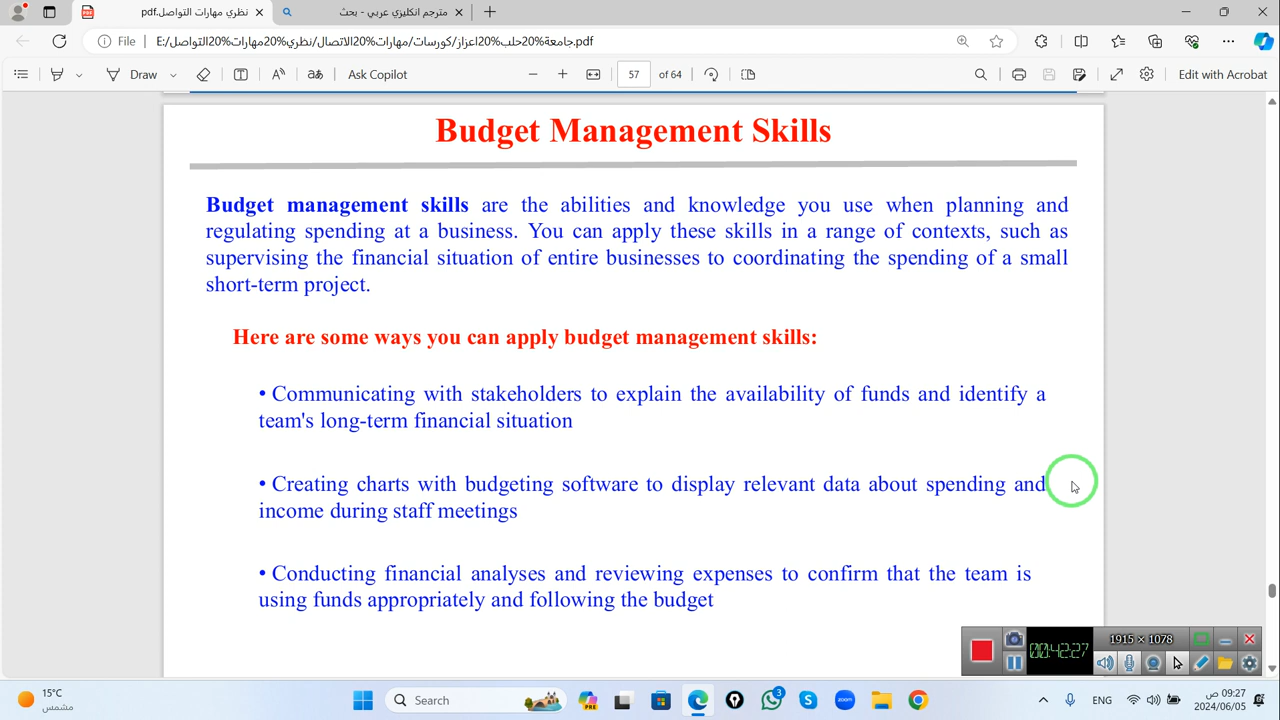 نظري مهارات التواصل.pdf
مترجم انكليزي عربي - بحث
File
E:/جامعة%20حلب%20اعزاز/كورسات/مهارات%20الاتصال/نظري%20مهارات%20التواصل.pdf
Draw
aあ
Ask Copilot
57 of 64
Edit with Acrobat
Budget Management Skills
Budget management skills are the abilities and knowledge you use when planning and
regulating spending at a business. You can apply these skills in a range of contexts, such as
supervising the financial situation of entire businesses to coordinating the spending of a small
short-term project.
Here are some ways you can apply budget management skills:
• Communicating with stakeholders to explain the availability of funds and identify a
team's long-term financial situation
• Creating charts with budgeting software to display relevant data about spending and
income during staff meetings
• Conducting financial analyses and reviewing expenses to confirm that the team is
using funds appropriately and following the budget
00:42:27
1915 × 1078
15°C
مشمس
Search
PRE
3
zoom
ENG
09:27 ص
2024/06/05